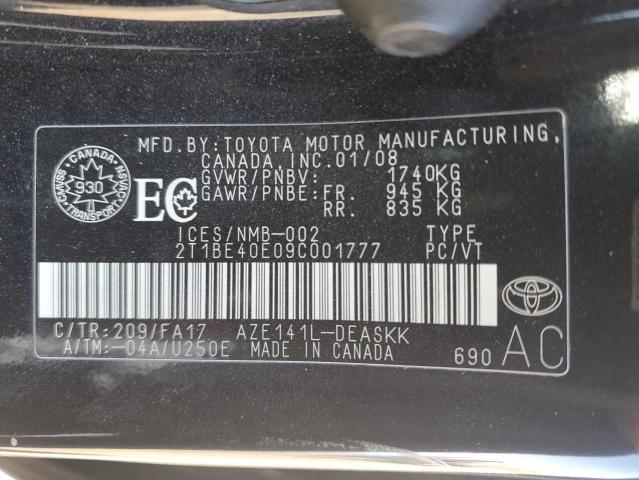 MFD. BY: TOYOTA MOTOR MANUFACTURING,
CANADA, INC. 01/08
GVWR/PNBV: 1740KG
GAWR/PNBE: FR. 945 KG
RR. 835 KG
CANADA
CMVSS 930 NSVAC
TRANSPORT
EC
ICES/NMB-002 TYPE
2T1BE40E09C001777 PC/VT
C/TR: 209/FA17 AZE141L-DEASKK
A/TM: -04A/U250E MADE IN CANADA
690 AC